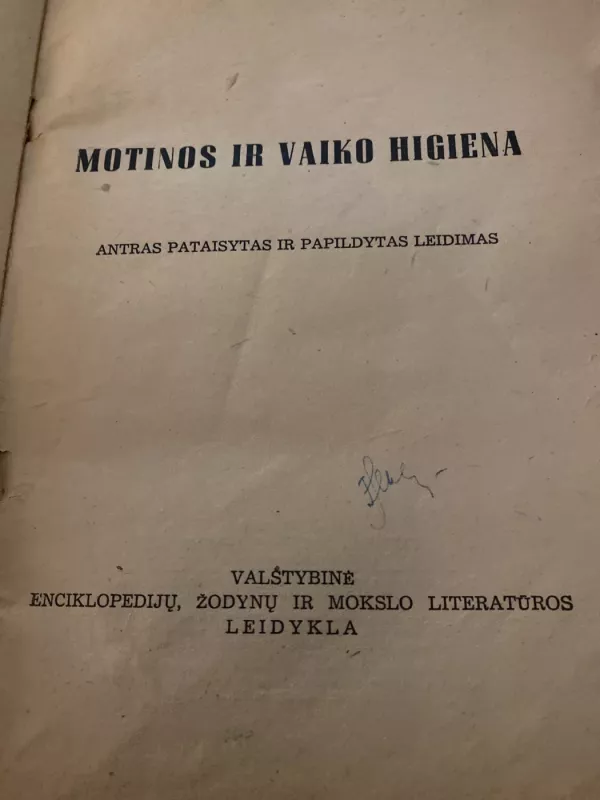 MOTINOS IR VAIKO HIGIENA
ANTRAS PATAISYTAS IR PAPILDYTAS LEIDIMAS
VALSTYBINĖ
ENCIKLOPEDIJŲ, ŽODYNŲ IR MOKSLO LITERATŪROS
LEIDYKLA